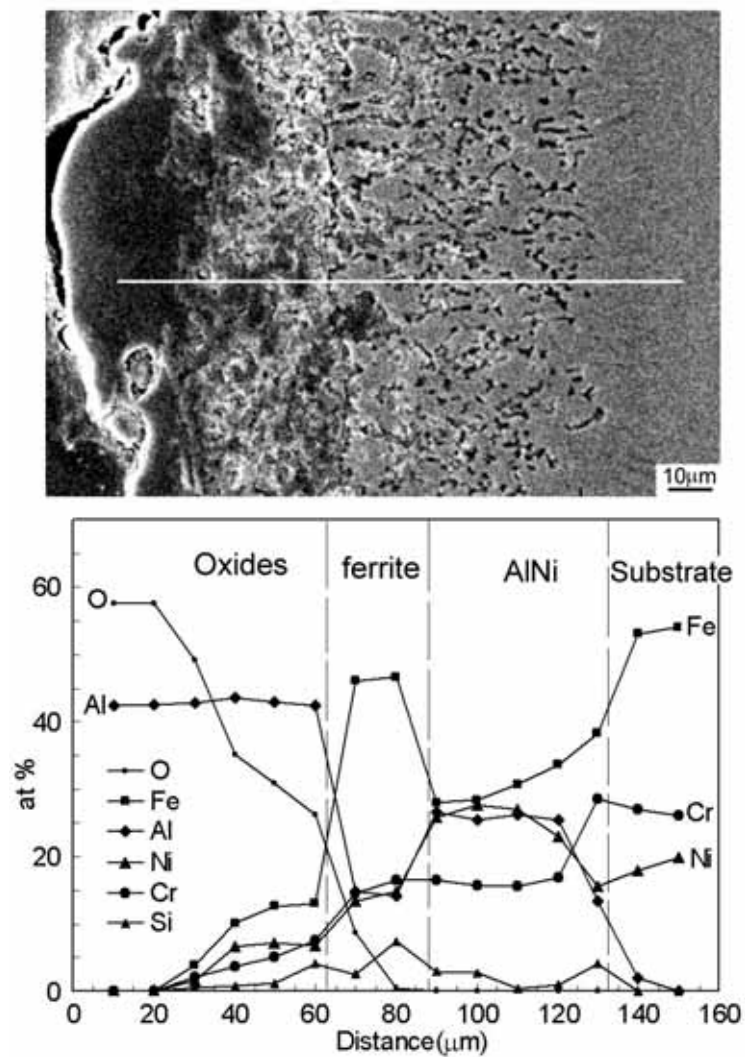 10μm
Oxides ferrite AlNi Substrate
60
O
Fe
Al
40
at %
O
Fe
Al
Ni
Cr
Si
Cr
20
Ni
0
0 20 40 60 80 100 120 140 160
Distance(μm)